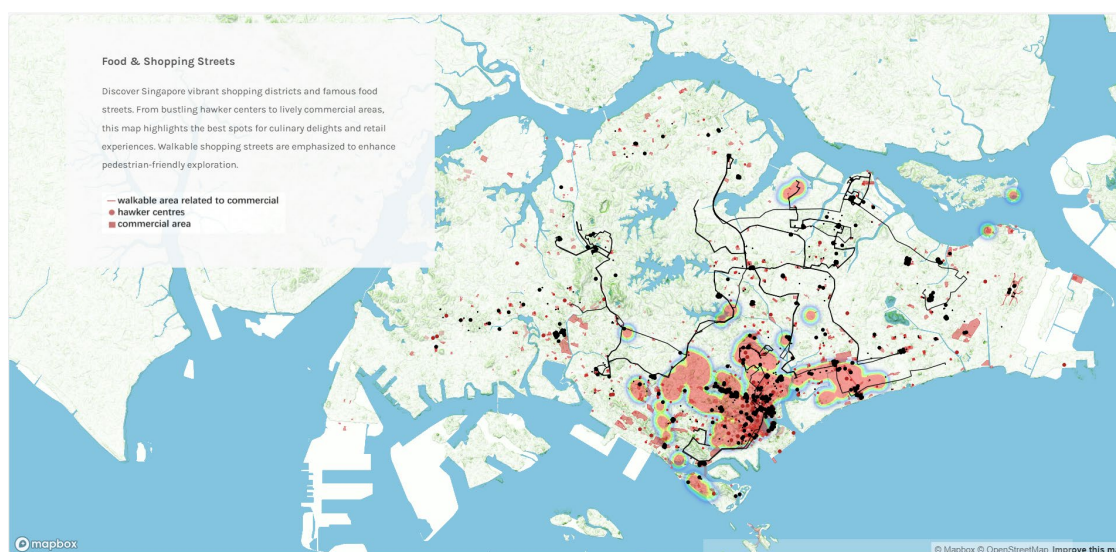 Food & Shopping Streets
Discover Singapore vibrant shopping districts and famous food
streets. From bustling hawker centers to lively commercial areas,
this map highlights the best spots for culinary delights and retail
experiences. Walkable shopping streets are emphasized to enhance
pedestrian-friendly exploration.
walkable area related to commercial
hawker centres
commercial area
mapbox
© Mapbox © OpenStreetMap Improve this m